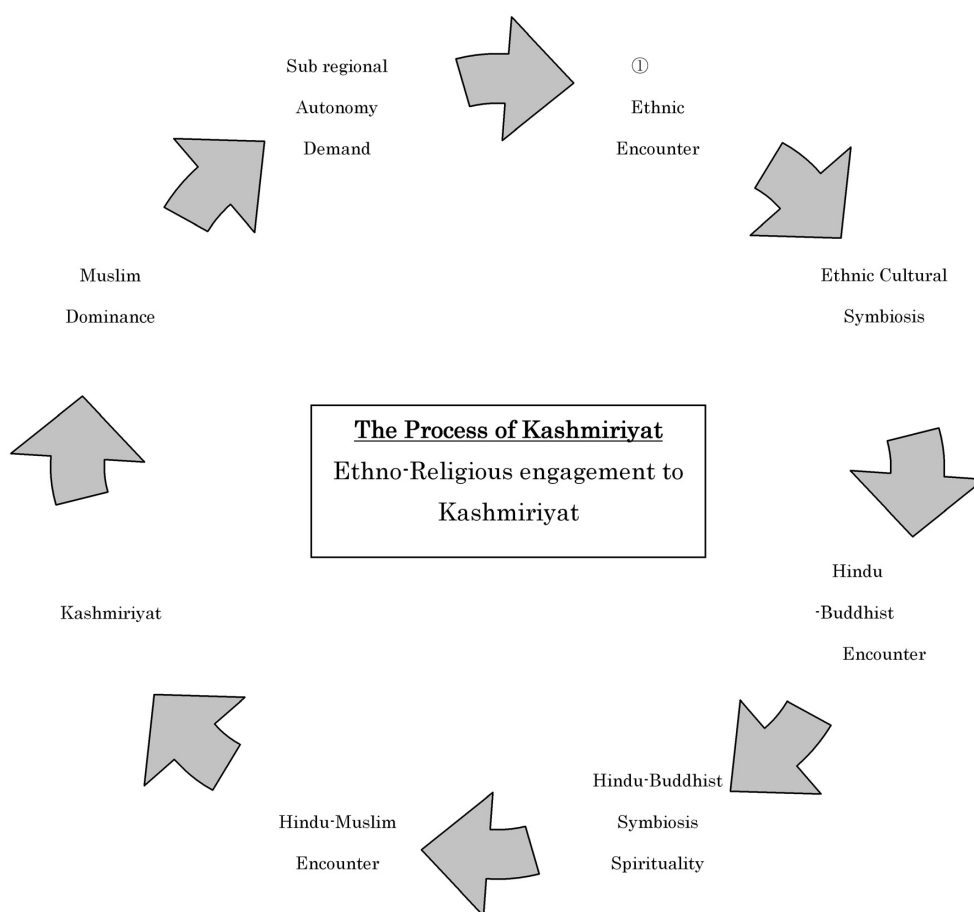 Sub regional
Autonomy
Demand
①
Ethnic
Encounter
Ethnic Cultural
Symbiosis
Hindu
-Buddhist
Encounter
Hindu-Buddhist
Symbiosis
Spirituality
Hindu-Muslim
Encounter
Kashmiriyat
Muslim
Dominance
The Process of Kashmiriyat
Ethno-Religious engagement to
Kashmiriyat